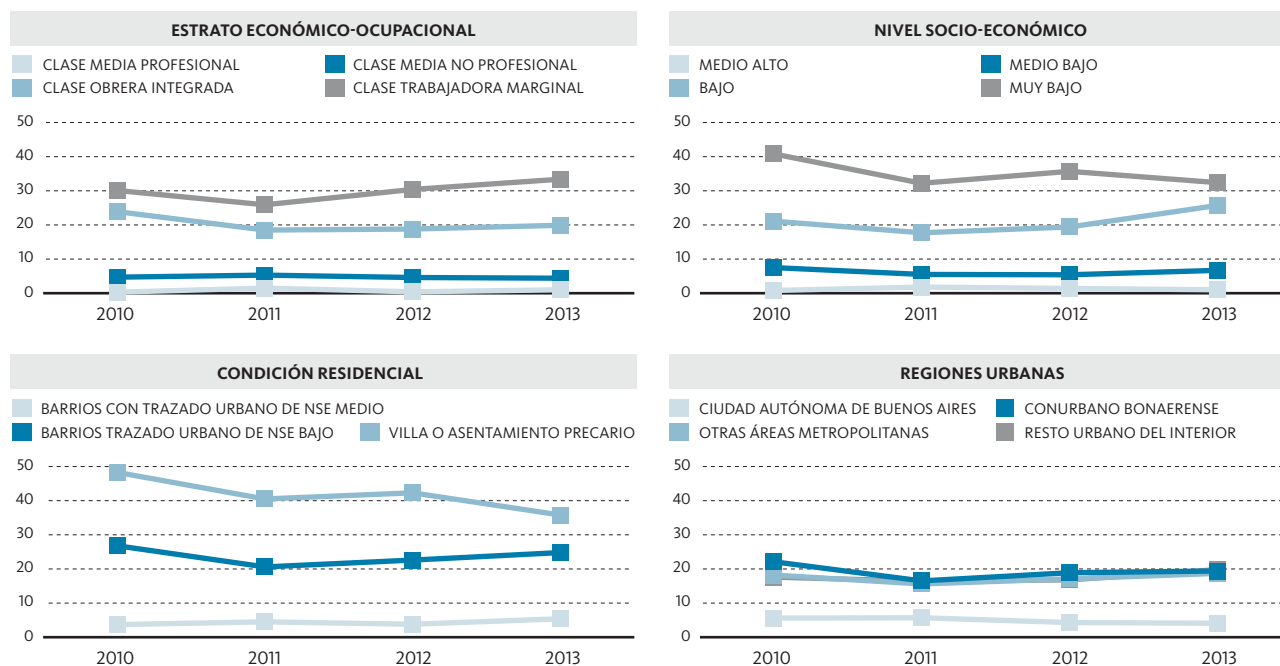 ESTRATO ECONÓMICO-OCUPACIONAL
CLASE MEDIA PROFESIONAL
CLASE MEDIA NO PROFESIONAL
CLASE OBRERA INTEGRADA
CLASE TRABAJADORA MARGINAL
50
40
30
20
10
0
2010
2011
2012
2013
NIVEL SOCIO-ECONÓMICO
MEDIO ALTO
MEDIO BAJO
BAJO
MUY BAJO
50
40
30
20
10
0
2010
2011
2012
2013
CONDICIÓN RESIDENCIAL
BARRIOS CON TRAZADO URBANO DE NSE MEDIO
BARRIOS TRAZADO URBANO DE NSE BAJO
VILLA O ASENTAMIENTO PRECARIO
50
40
30
20
10
0
2010
2011
2012
2013
REGIONES URBANAS
CIUDAD AUTÓNOMA DE BUENOS AIRES
CONURBANO BONAERENSE
OTRAS ÁREAS METROPOLITANAS
RESTO URBANO DEL INTERIOR
50
40
30
20
10
0
2010
2011
2012
2013